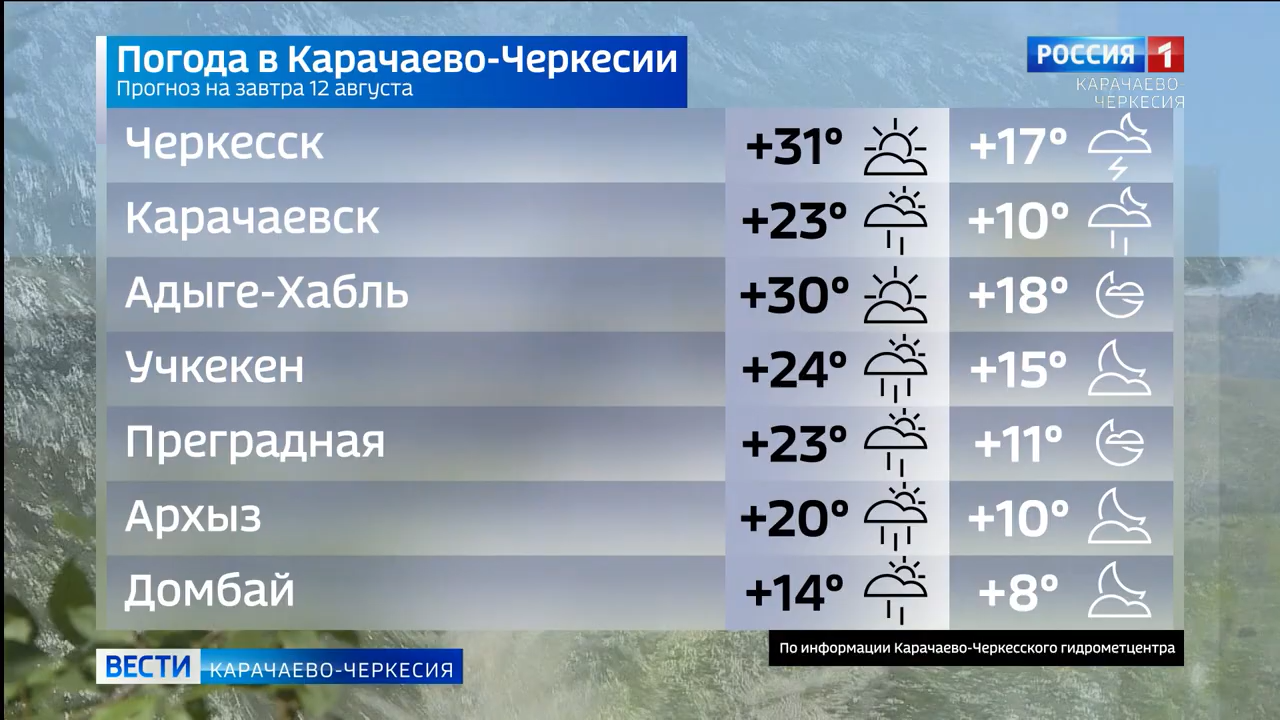 Погода в Карачаево-Черкесии
Прогноз на завтра 12 августа
РОССИЯ 1
КАРАЧАЕВО-
ЧЕРКЕСИЯ
Черкесск +31° +17°
Карачаевск +23° +10°
Адыге-Хабль +30° +18°
Учкекен +24° +15°
Преградная +23° +11°
Архыз +20° +10°
Домбай +14° +8°
По информации Карачаево-Черкесского гидрометцентра
ВЕСТИ КАРАЧАЕВО-ЧЕРКЕСИЯ